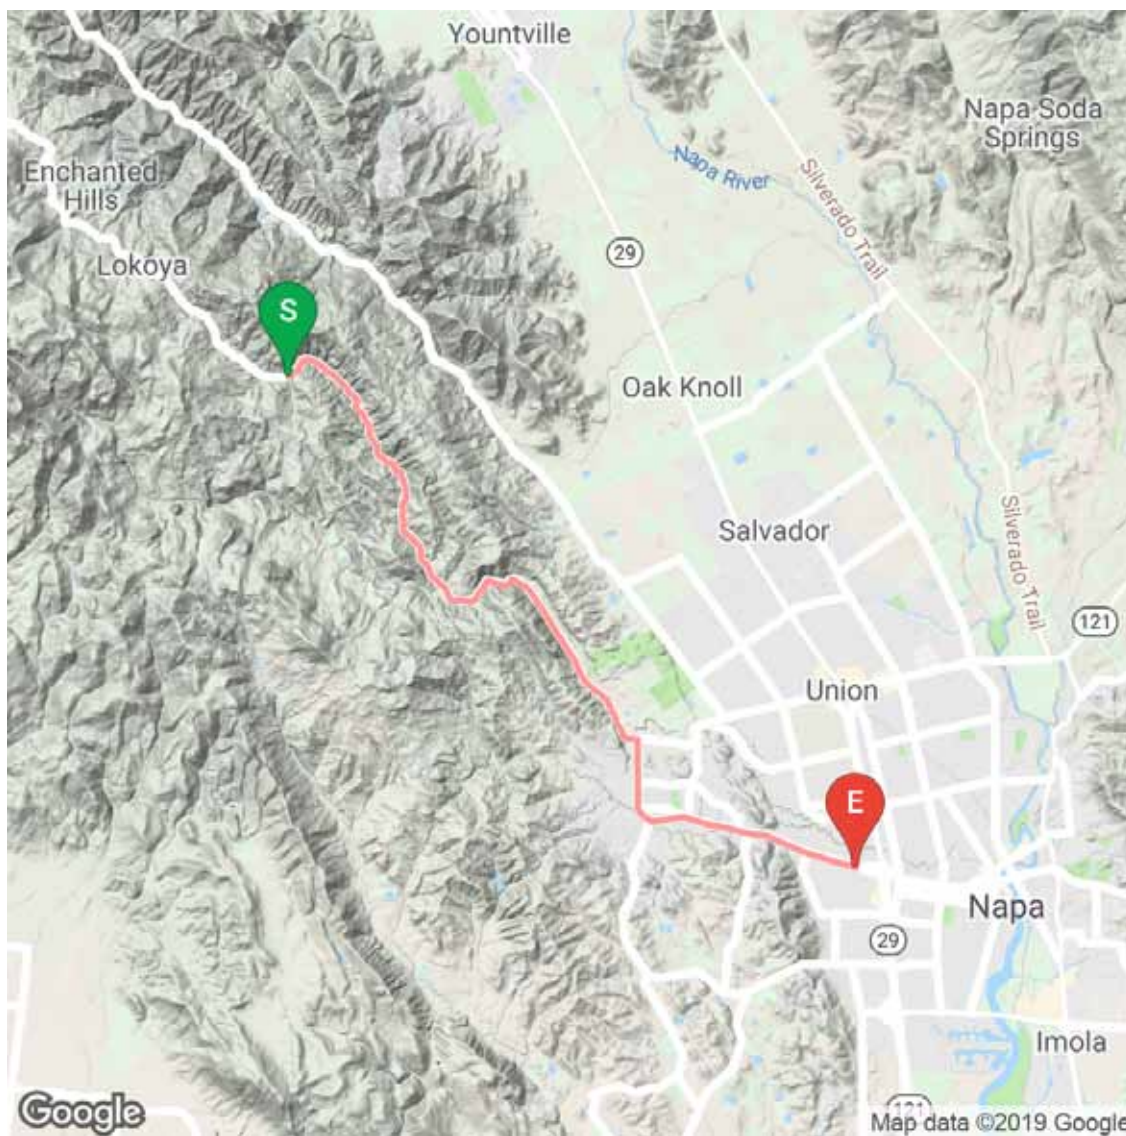 Yountville
Napa Soda
Springs
Napa River
Silverado Trail
Enchanted
Hills
29
Lokoya
S
Oak Knoll
Silverado Trail
Salvador
121
Union
E
Napa
29
Imola
121
Google
Map data ©2019 Google